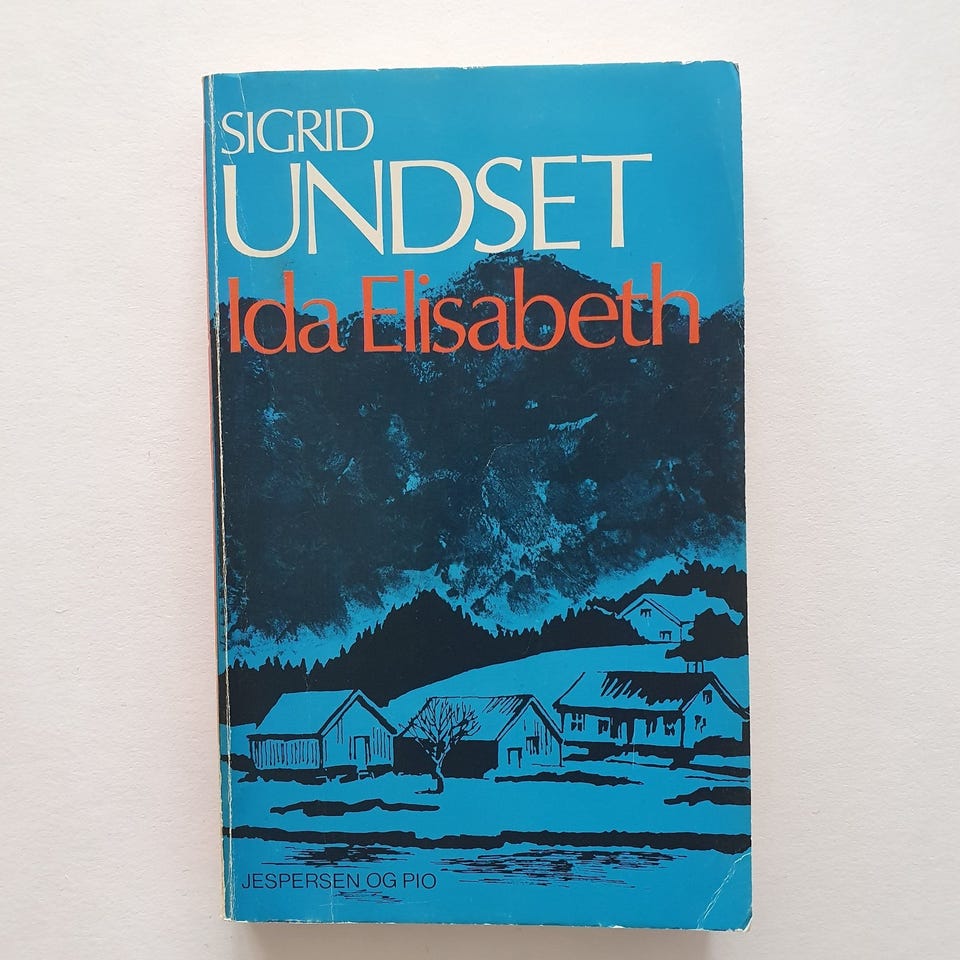 SIGRID
UNDSET
Ida Elisabeth
JESPERSEN OG PIO